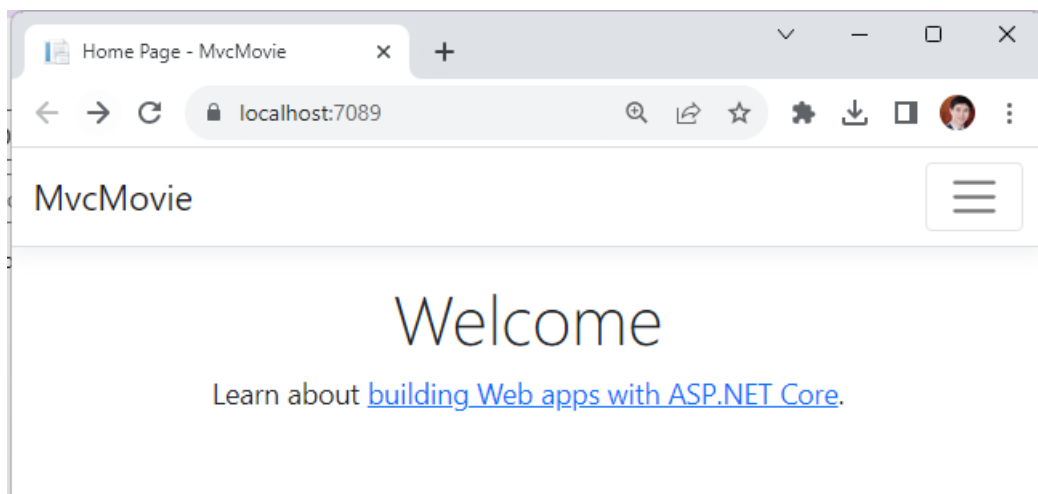 Home Page - MvcMovie
localhost:7089
MvcMovie
Welcome
Learn about building Web apps with ASP.NET Core.